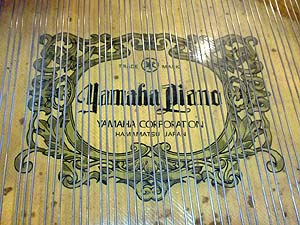 TRADE MARK
Yamaha Piano
YAMAHA CORPORATION
HAMAMATSU JAPAN